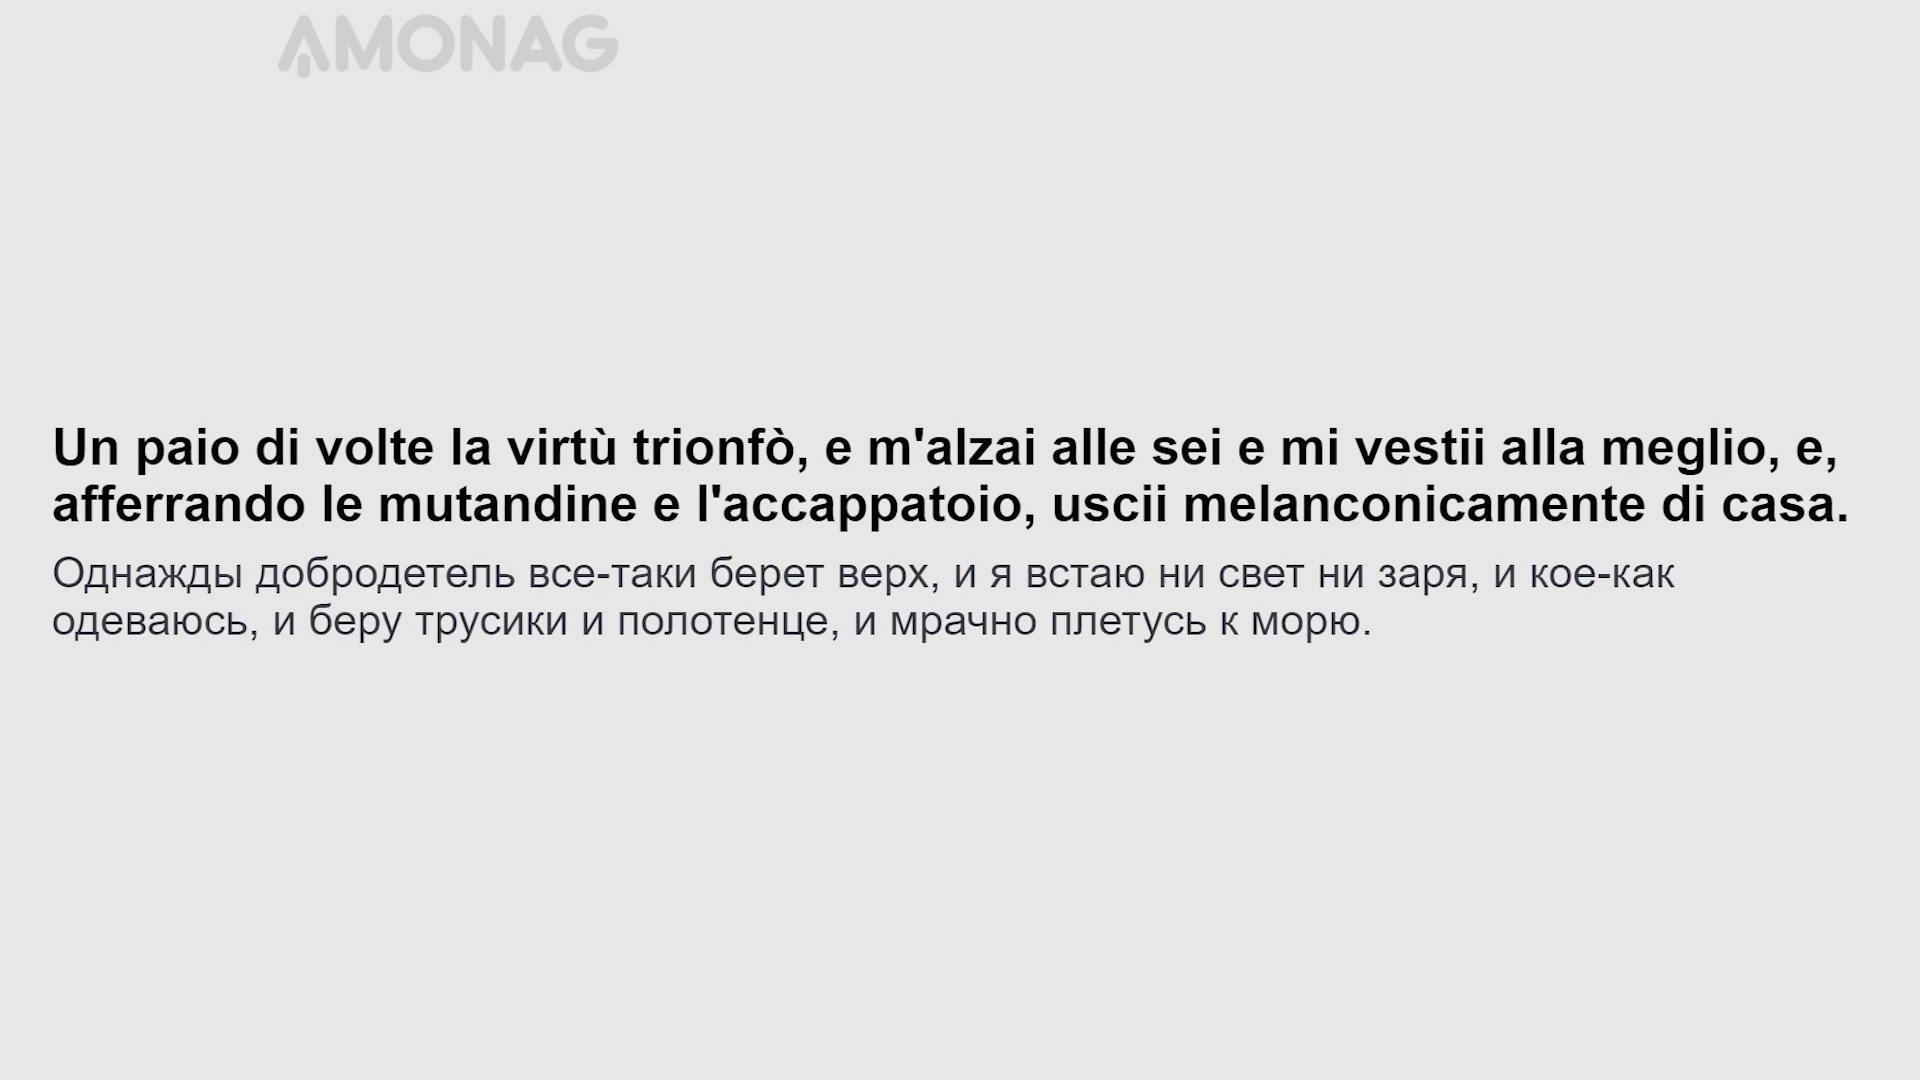 AMONAG
Un paio di volte la virtù trionfò, e m'alzai alle sei e mi vestii alla meglio, e,
afferrando le mutandine e l'accappatoio, uscii melanconicamente di casa.
Однажды добродетель все-таки берет верх, и я встаю ни свет ни заря, и кое-как
одеваюсь, и беру трусики и полотенце, и мрачно плетусь к морю.